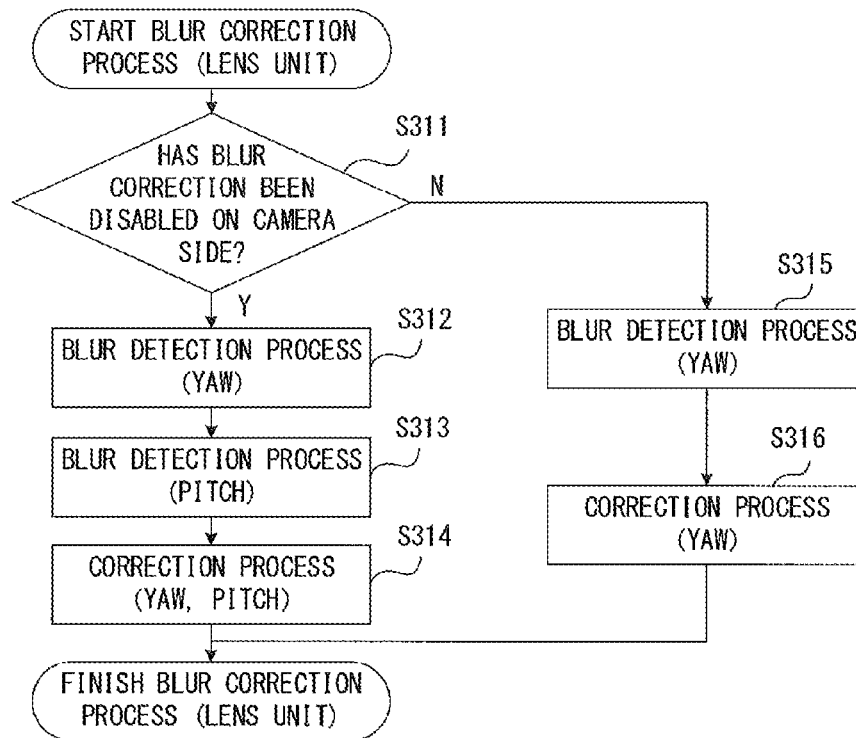 START BLUR CORRECTION
PROCESS (LENS UNIT)
S311
HAS BLUR
CORRECTION BEEN
DISABLED ON CAMERA
SIDE?
N
Y
S312
BLUR DETECTION PROCESS
(YAW)
S313
BLUR DETECTION PROCESS
(PITCH)
S314
CORRECTION PROCESS
(YAW, PITCH)
S315
BLUR DETECTION PROCESS
(YAW)
S316
CORRECTION PROCESS
(YAW)
FINISH BLUR CORRECTION
PROCESS (LENS UNIT)